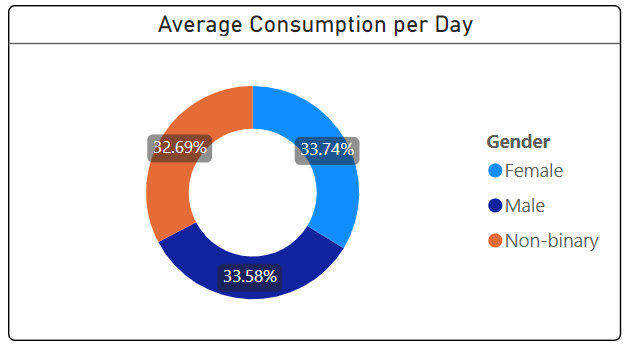 Average Consumption per Day
32.69%
33.74%
33.58%
Gender
Female
Male
Non-binary